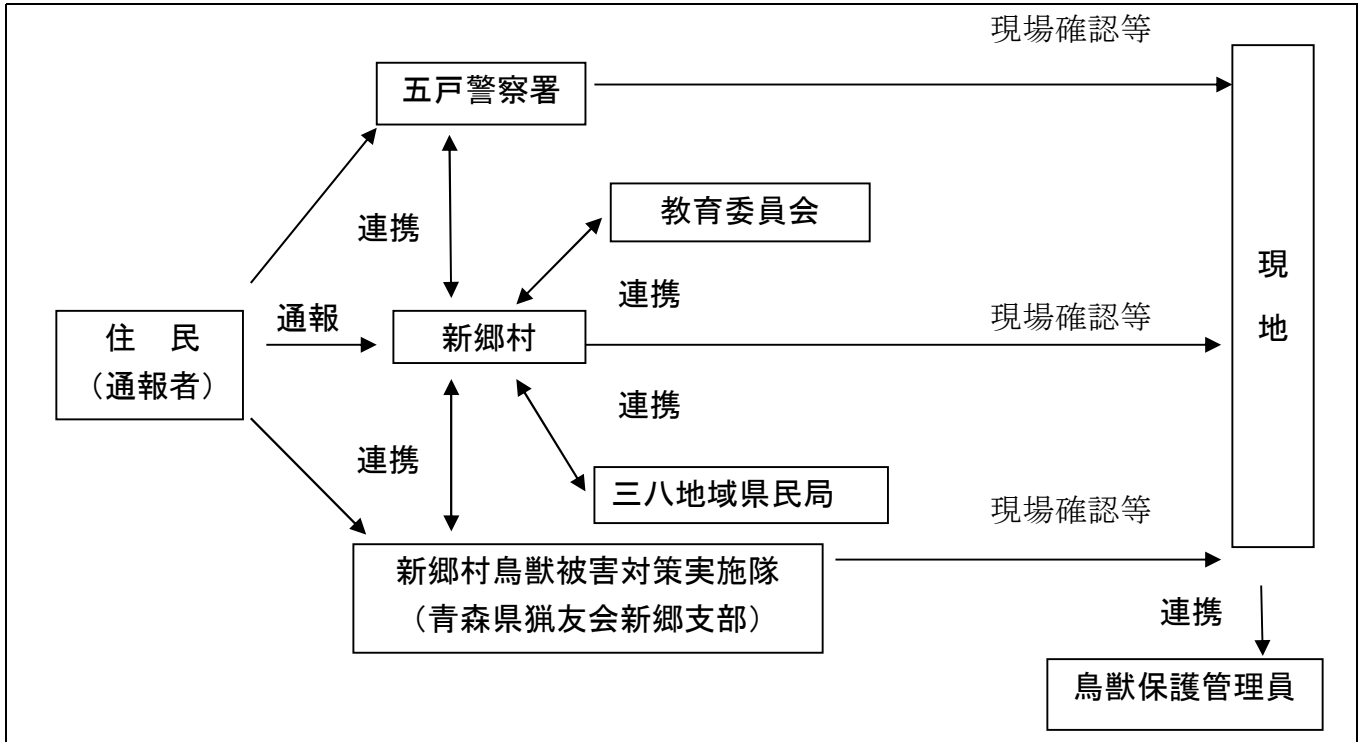 現場確認等
五戸警察署
教育委員会
連携
連携
現場確認等
通報
新郷村
住　民
（通報者）
現
地
連携
連携
三八地域県民局
現場確認等
新郷村鳥獣被害対策実施隊
（青森県猟友会新郷支部）
連携
鳥獣保護管理員